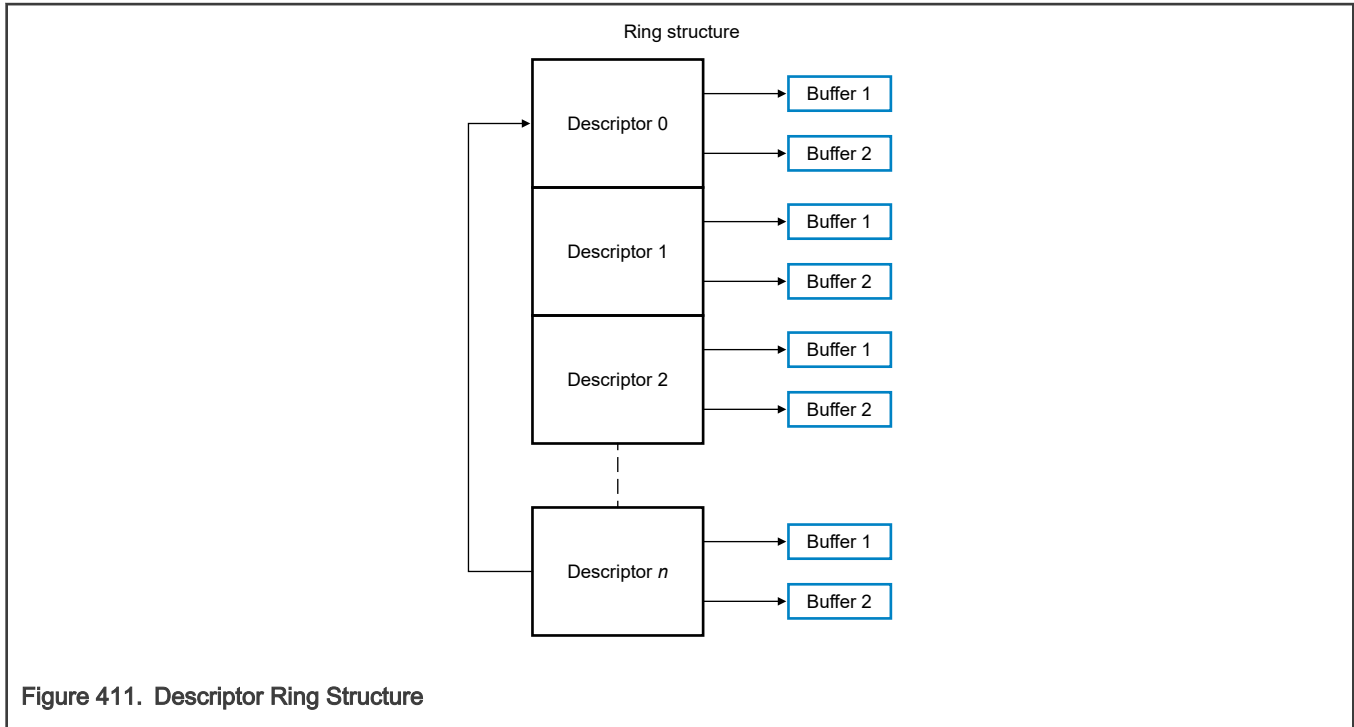 Ring structure
Descriptor 0
Buffer 1
Buffer 2
Descriptor 1
Buffer 1
Buffer 2
Descriptor 2
Buffer 1
Buffer 2
Descriptor n
Buffer 1
Buffer 2
Figure 411. Descriptor Ring Structure